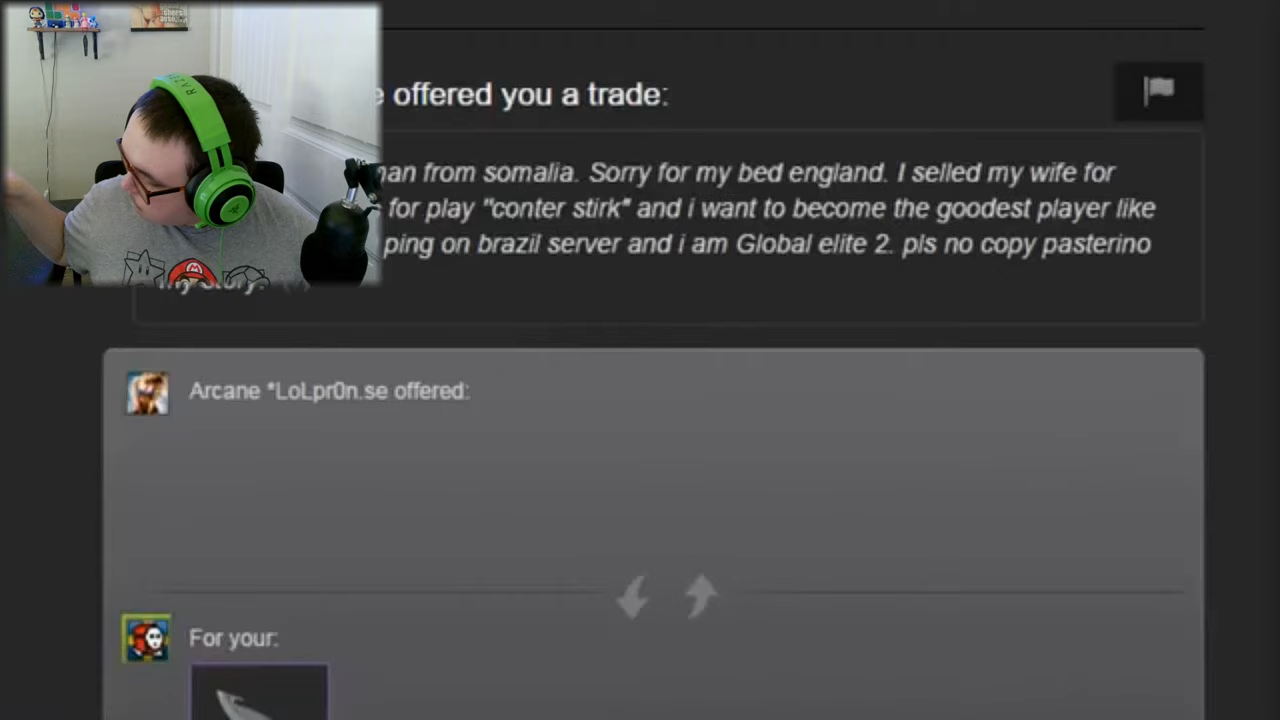 offered you a trade:
man from somalia. Sorry for my bed england. I selled my wife for
for play "conter stirk" and i want to become the goodest player like
ping on brazil server and i am Global elite 2. pls no copy pasterino
my story.
Arcane *LoLpr0n.se offered:
For your: